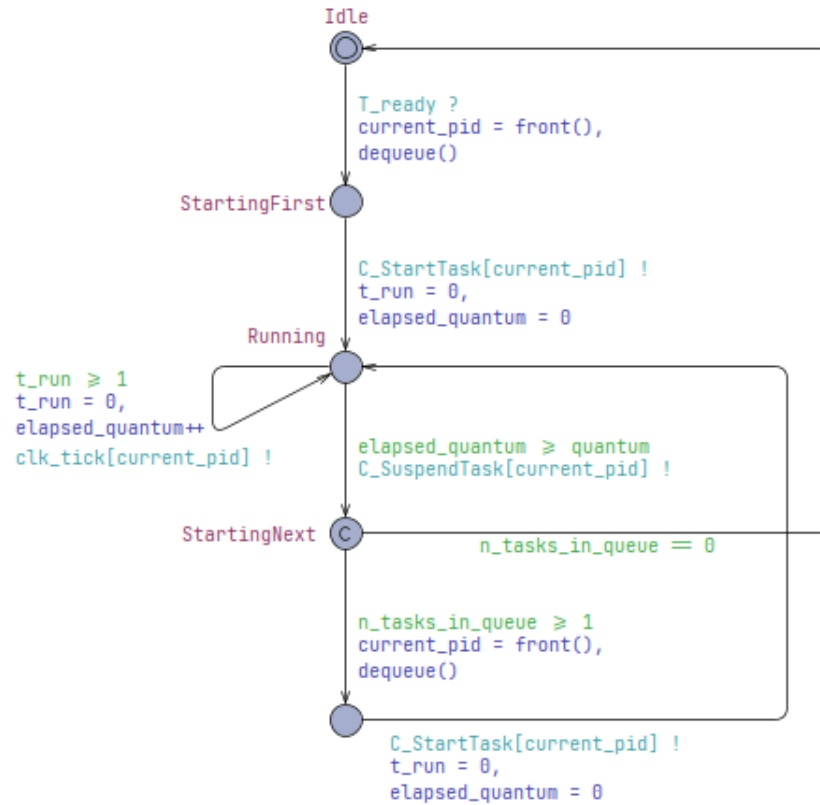 Idle
T_ready ?
current_pid = front(),
dequeue()
StartingFirst
C_StartTask[current_pid] !
t_run = 0,
elapsed_quantum = 0
Running
t_run ⩾ 1
t_run = 0,
elapsed_quantum++
clk_tick[current_pid] !
elapsed_quantum ⩾ quantum
C_SuspendTask[current_pid] !
StartingNext
C
n_tasks_in_queue == 0
n_tasks_in_queue ⩾ 1
current_pid = front(),
dequeue()
C_StartTask[current_pid] !
t_run = 0,
elapsed_quantum = 0